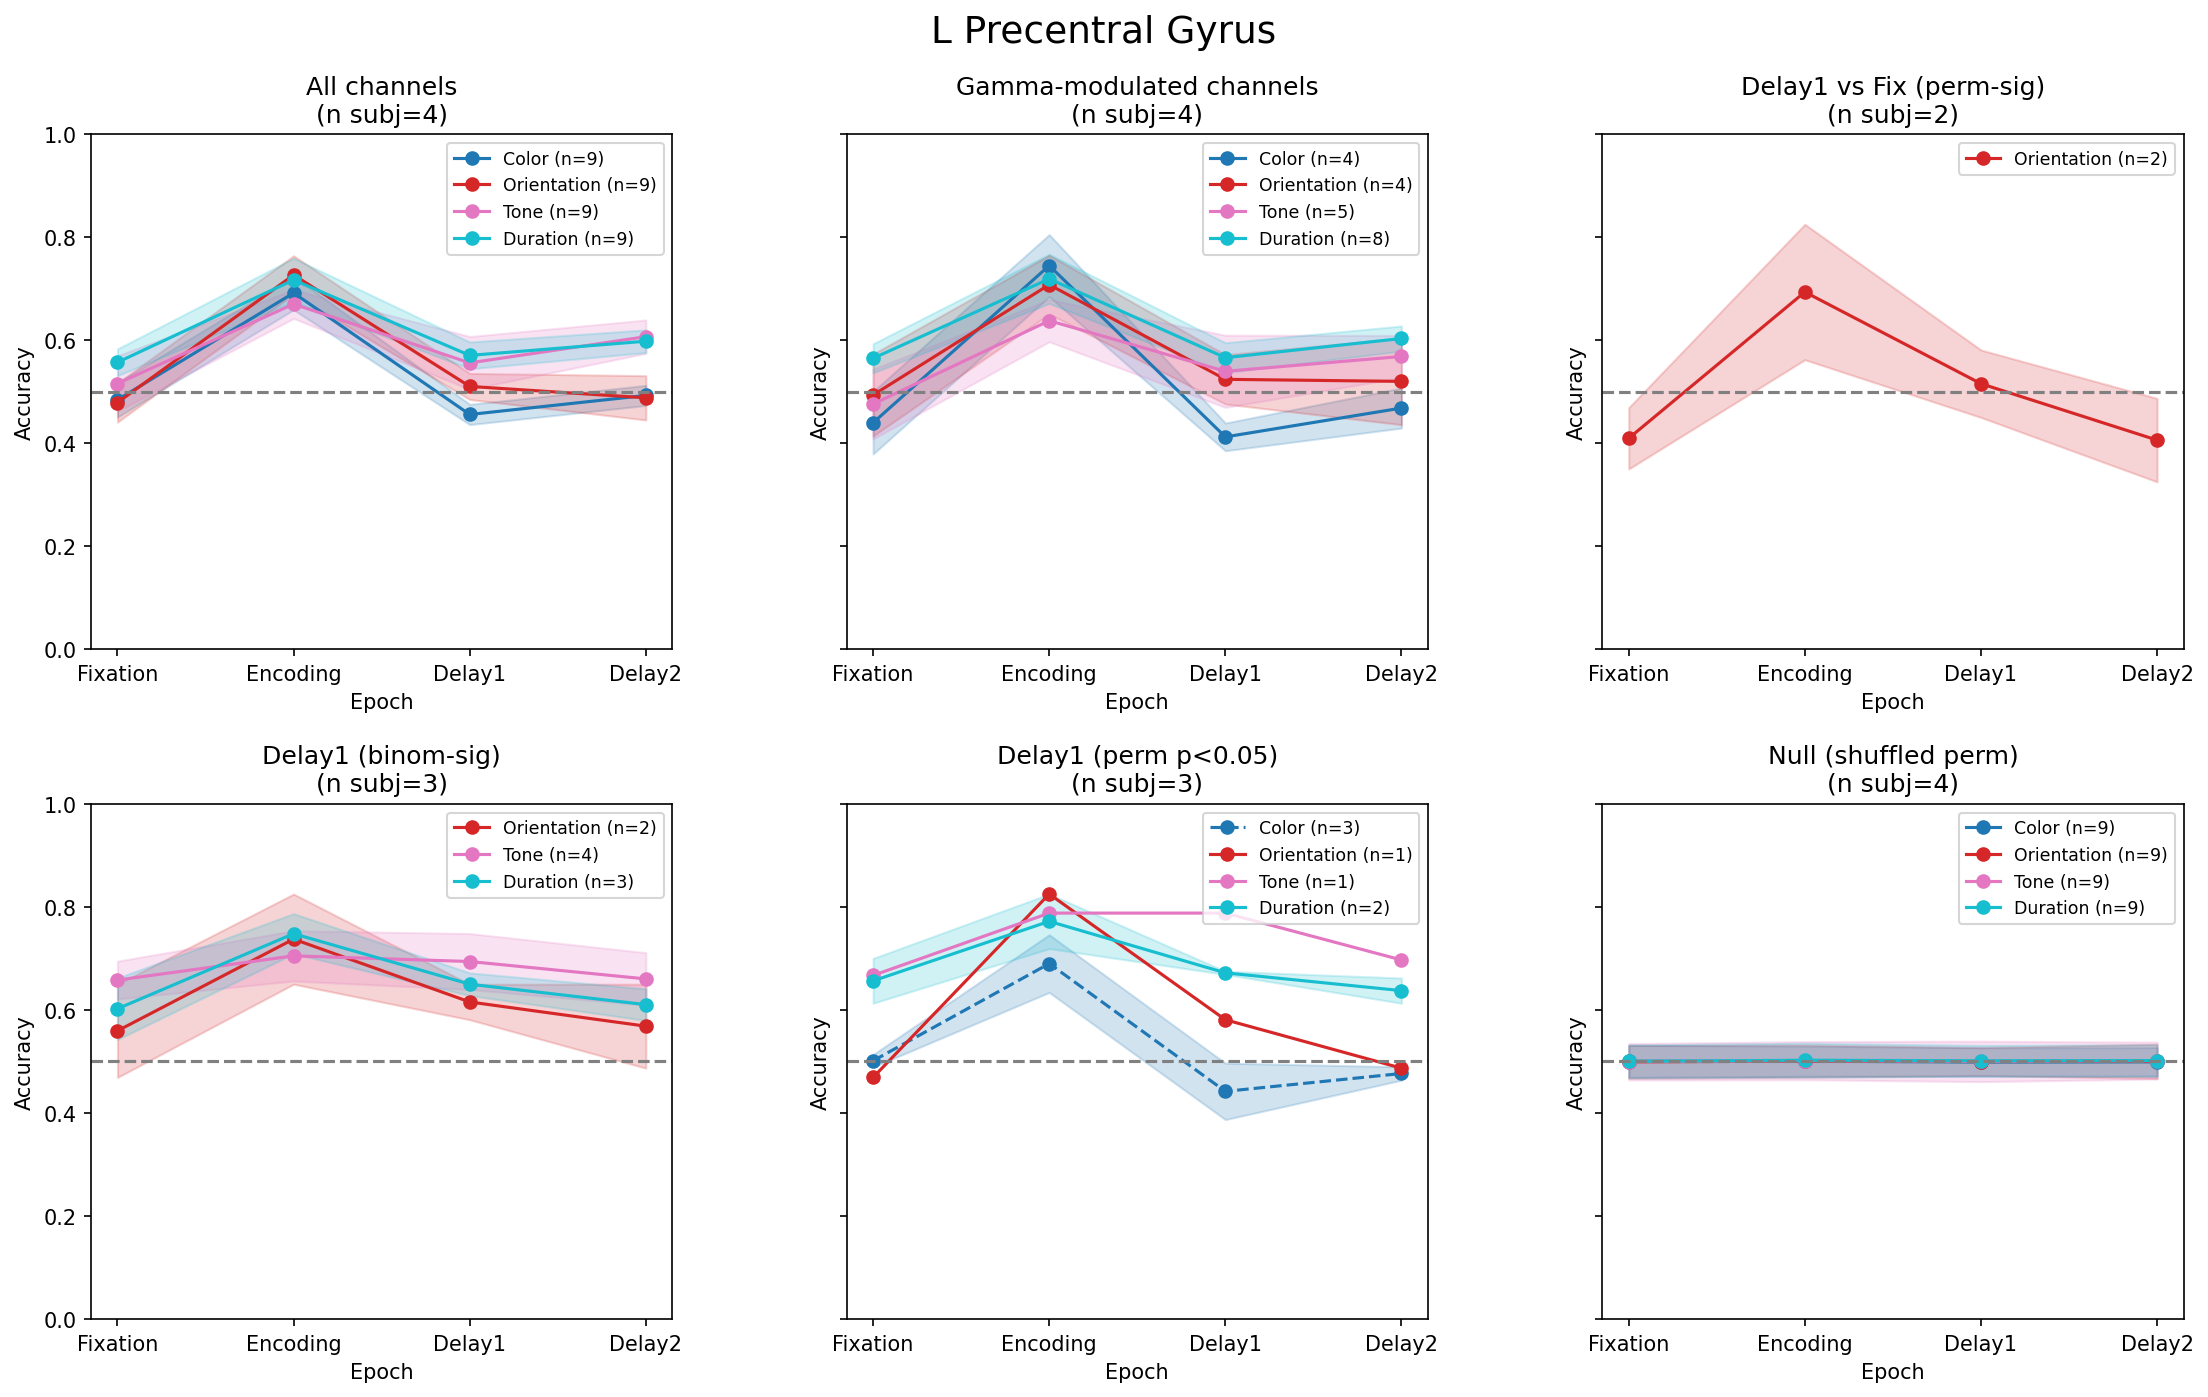 L Precentral Gyrus
All channels
(n subj=4)
1.0
0.8
0.6
0.4
0.2
0.0
Accuracy
Color (n=9)
Orientation (n=9)
Tone (n=9)
Duration (n=9)
Fixation Encoding Delay1 Delay2
Epoch
Gamma-modulated channels
(n subj=4)
Accuracy
Color (n=4)
Orientation (n=4)
Tone (n=5)
Duration (n=8)
Fixation Encoding Delay1 Delay2
Epoch
Delay1 vs Fix (perm-sig)
(n subj=2)
Accuracy
Orientation (n=2)
Fixation Encoding Delay1 Delay2
Epoch
Delay1 (binom-sig)
(n subj=3)
1.0
0.8
0.6
0.4
0.2
0.0
Accuracy
Orientation (n=2)
Tone (n=4)
Duration (n=3)
Fixation Encoding Delay1 Delay2
Epoch
Delay1 (perm p<0.05)
(n subj=3)
Accuracy
Color (n=3)
Orientation (n=1)
Tone (n=1)
Duration (n=2)
Fixation Encoding Delay1 Delay2
Epoch
Null (shuffled perm)
(n subj=4)
Accuracy
Color (n=9)
Orientation (n=9)
Tone (n=9)
Duration (n=9)
Fixation Encoding Delay1 Delay2
Epoch